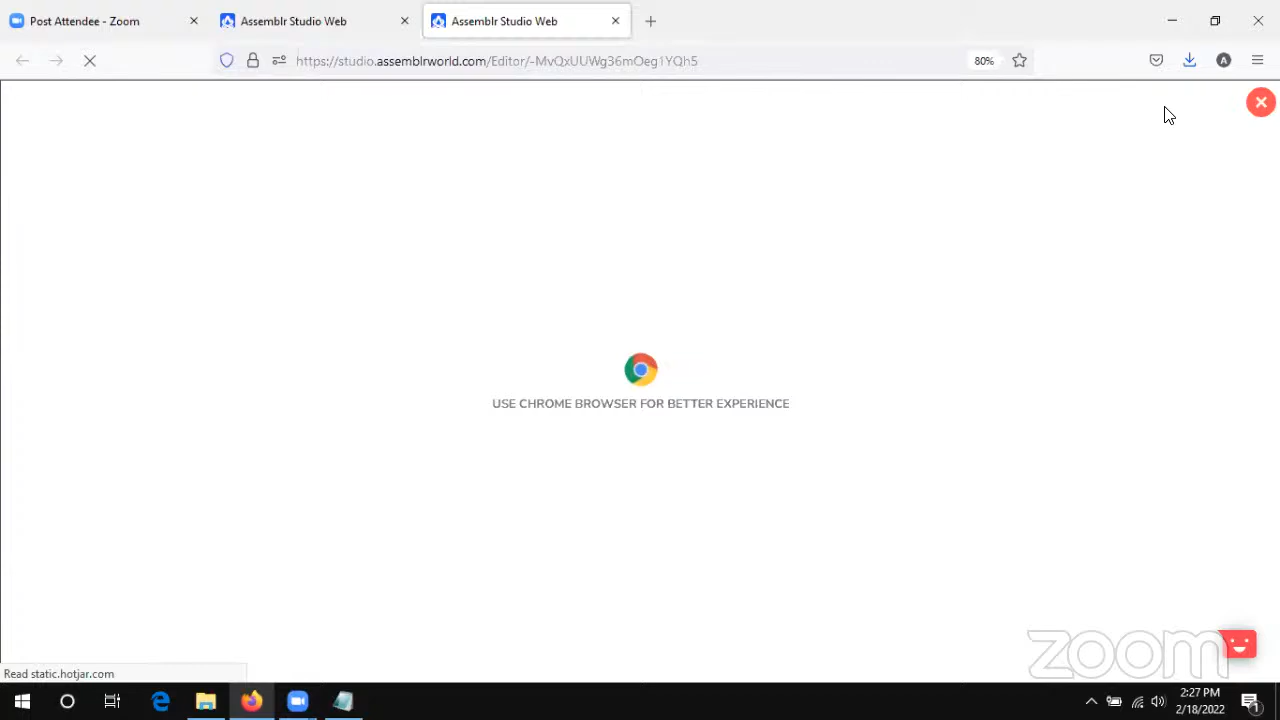 Post Attendee - Zoom
Assemblr Studio Web
Assemblr Studio Web
https://studio.assemblrworld.com/Editor/-MvQxUUWg36mOeg1YQh5
80%
A
USE CHROME BROWSER FOR BETTER EXPERIENCE
zoom
Read static.hotjar.com
2:27 PM
2/18/2022
1